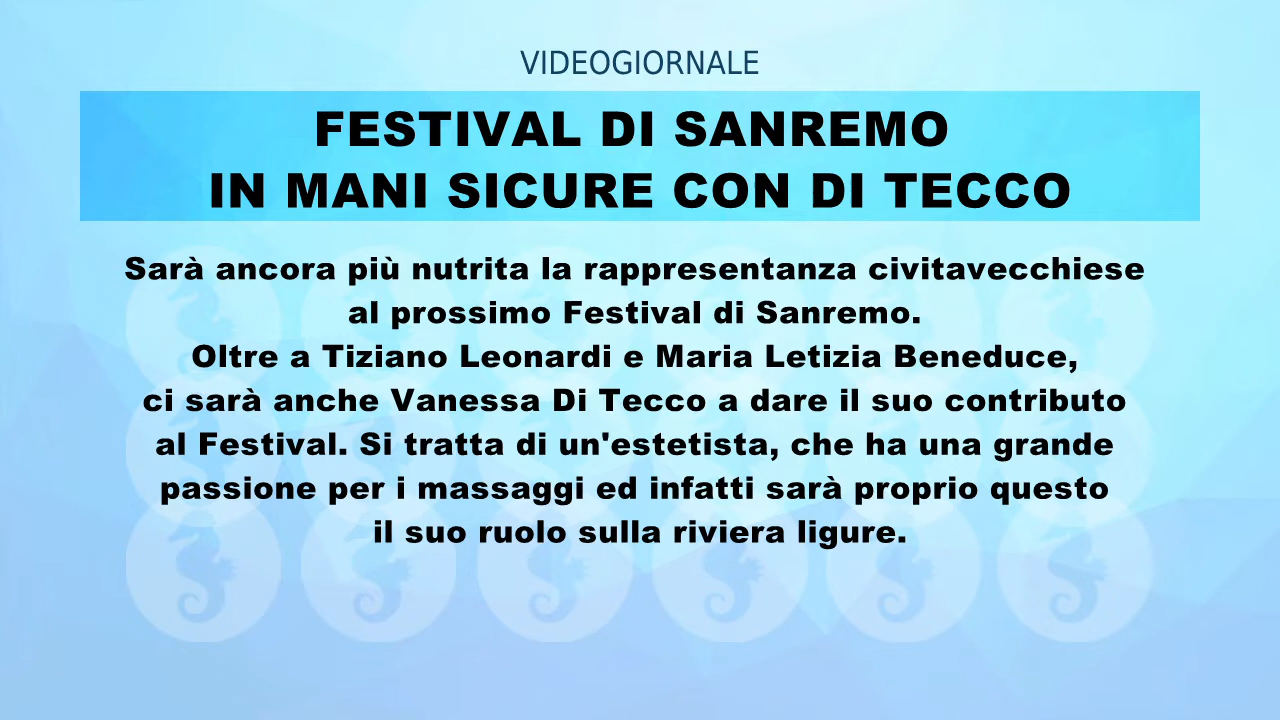 VIDEOGIORNALE
FESTIVAL DI SANREMO
IN MANI SICURE CON DI TECCO
Sarà ancora più nutrita la rappresentanza civitavecchiese
al prossimo Festival di Sanremo.
Oltre a Tiziano Leonardi e Maria Letizia Beneduce,
ci sarà anche Vanessa Di Tecco a dare il suo contributo
al Festival. Si tratta di un'estetista, che ha una grande
passione per i massaggi ed infatti sarà proprio questo
il suo ruolo sulla riviera ligure.